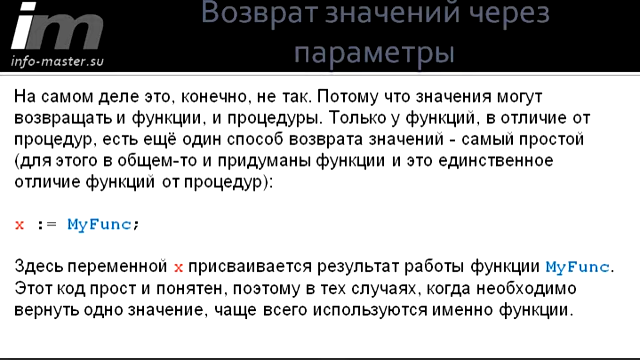 im
info-master.su
Возврат значений через
параметры
На самом деле это, конечно, не так. Потому что значения могут
возвращать и функции, и процедуры. Только у функций, в отличие от
процедур, есть ещё один способ возврата значений - самый простой
(для этого в общем-то и придуманы функции и это единственное
отличие функций от процедур):
x := MyFunc;
Здесь переменной x присваивается результат работы функции MyFunc.
Этот код прост и понятен, поэтому в тех случаях, когда необходимо
вернуть одно значение, чаще всего используются именно функции.